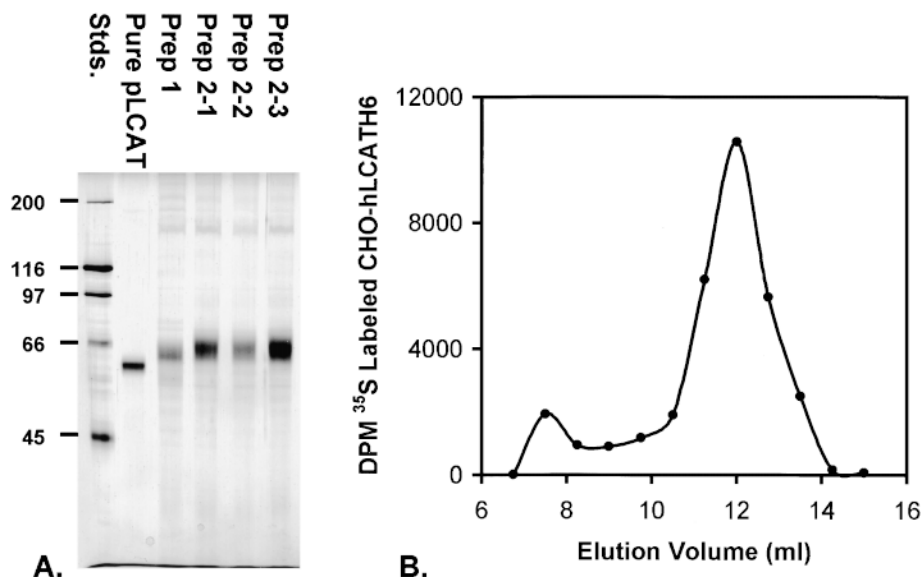 Stds.
Pure pLCAT
Prep 1
Prep 2-1
Prep 2-2
Prep 2-3
200
116
97
66
45
A.
DPM ³⁵S Labeled CHO-hLCATH6
12000
8000
4000
0
6 8 10 12 14 16
Elution Volume (ml)
B.